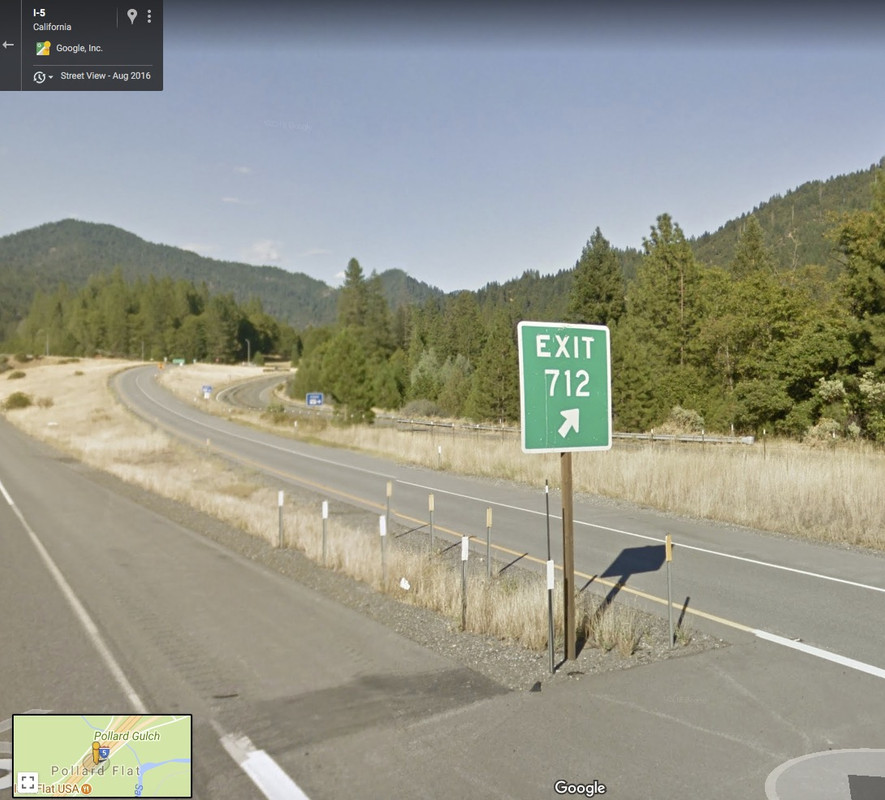 I-5
California
Google, Inc.
Street View - Aug 2016
EXIT
712
Pollard Gulch
5
Pollard Flat
Flat USA
Google